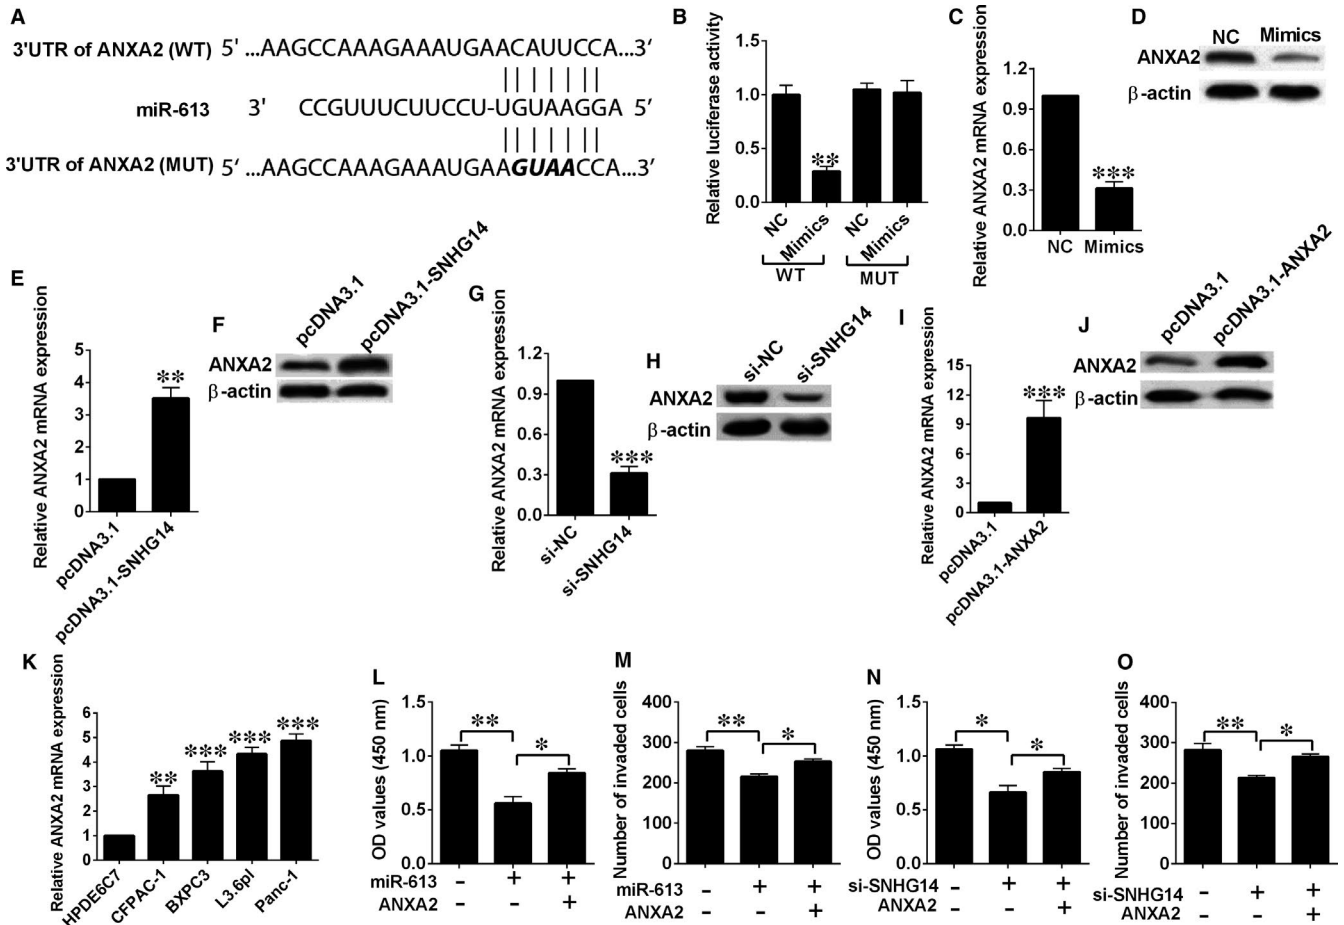 A
3'UTR of ANXA2 (WT) 5' ...AAGCCAAAGAAAUGAACAUUCCA...3'
miR-613 3' CCGUUUCUUCCU-UGUAAGGA 5'
3'UTR of ANXA2 (MUT) 5' ...AAGCCAAAGAAAUGAAGUAACCA...3'
B
Relative luciferase activity
1.5
1.0
0.5
0.0
**
NC
Mimics
NC
Mimics
WT
MUT
C
Relative ANXA2 mRNA expression
1.2
0.9
0.6
0.3
0.0
***
NC Mimics
D
NC Mimics
ANXA2
β-actin
E
Relative ANXA2 mRNA expression
5
4
3
2
1
0
**
pcDNA3.1
pcDNA3.1-SNHG14
F
pcDNA3.1
pcDNA3.1-SNHG14
ANXA2
β-actin
G
Relative ANXA2 mRNA expression
1.2
0.9
0.6
0.3
0.0
***
si-NC
si-SNHG14
H
si-NC
si-SNHG14
ANXA2
β-actin
I
Relative ANXA2 mRNA expression
15
12
9
6
3
0
***
pcDNA3.1
pcDNA3.1-ANXA2
J
pcDNA3.1
pcDNA3.1-ANXA2
ANXA2
β-actin
K
Relative ANXA2 mRNA expression
6
5
4
3
2
1
0
**
***
***
***
HPDE6C7
CFPAC-1
BXPC3
L3.6pl
Panc-1
L
OD values (450 nm)
1.5
1.0
0.5
0.0
**
*
miR-613 - + +
ANXA2 - - +
M
Number of invaded cells
400
300
200
100
0
**
*
miR-613 - + +
ANXA2 - - +
N
OD values (450 nm)
1.5
1.0
0.5
0.0
*
*
si-SNHG14 - + +
ANXA2 - - +
O
Number of invaded cells
400
300
200
100
0
**
*
si-SNHG14 - + +
ANXA2 - - +